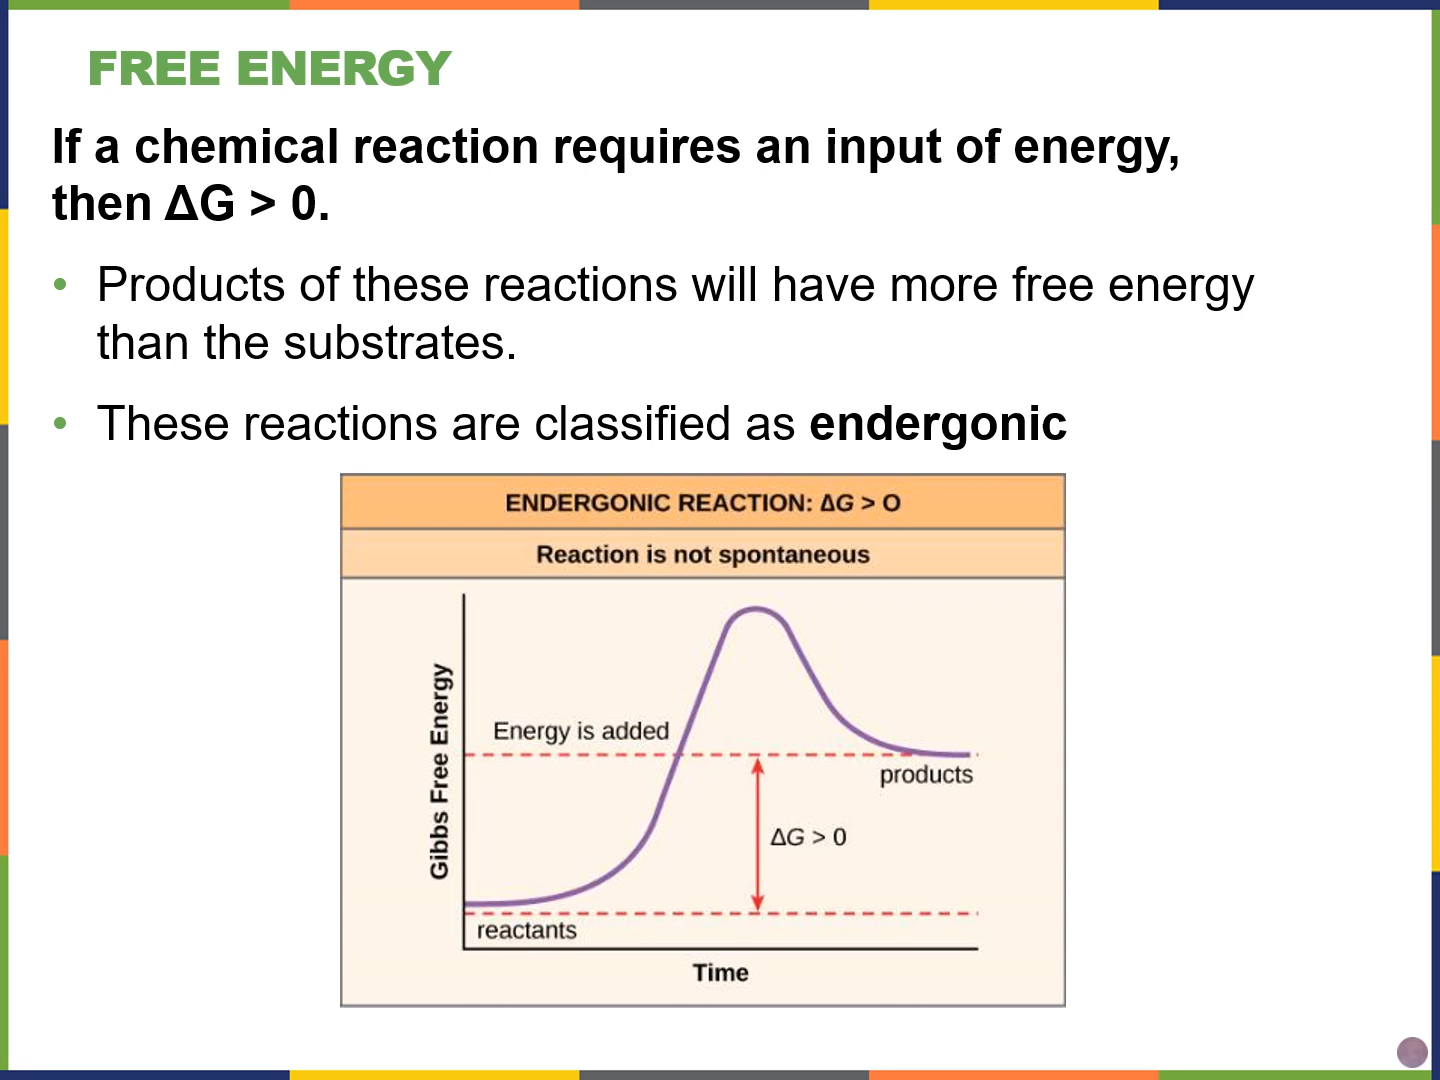 FREE ENERGY
If a chemical reaction requires an input of energy,
then ΔG > 0.
• Products of these reactions will have more free energy
than the substrates.
• These reactions are classified as endergonic
ENDERGONIC REACTION: ΔG > O
Reaction is not spontaneous
Gibbs Free Energy
Energy is added
products
ΔG > 0
reactants
Time